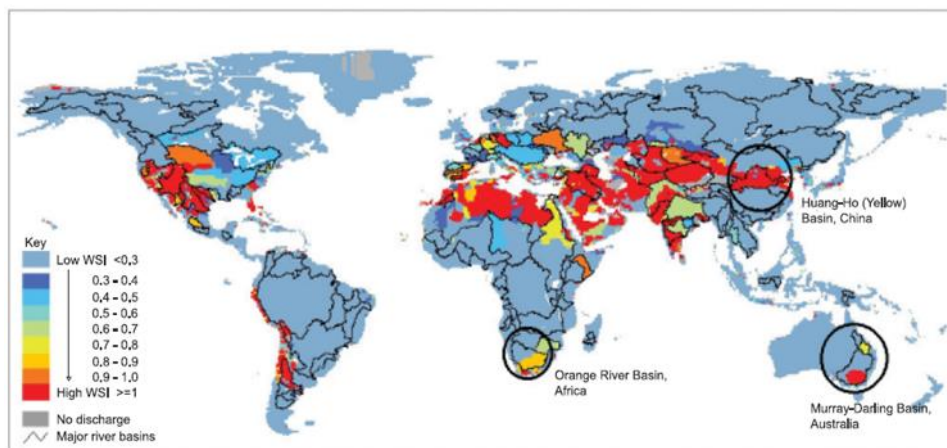 Huang-Ho (Yellow)
Basin, China
Key
Low WSI <0.3
0.3 – 0.4
0.4 – 0.5
0.5 – 0.6
0.6 – 0.7
0.7 – 0.8
0.8 – 0.9
0.9 – 1.0
High WSI >=1
No discharge
Major river basins
Orange River Basin,
Africa
Murray-Darling Basin,
Australia